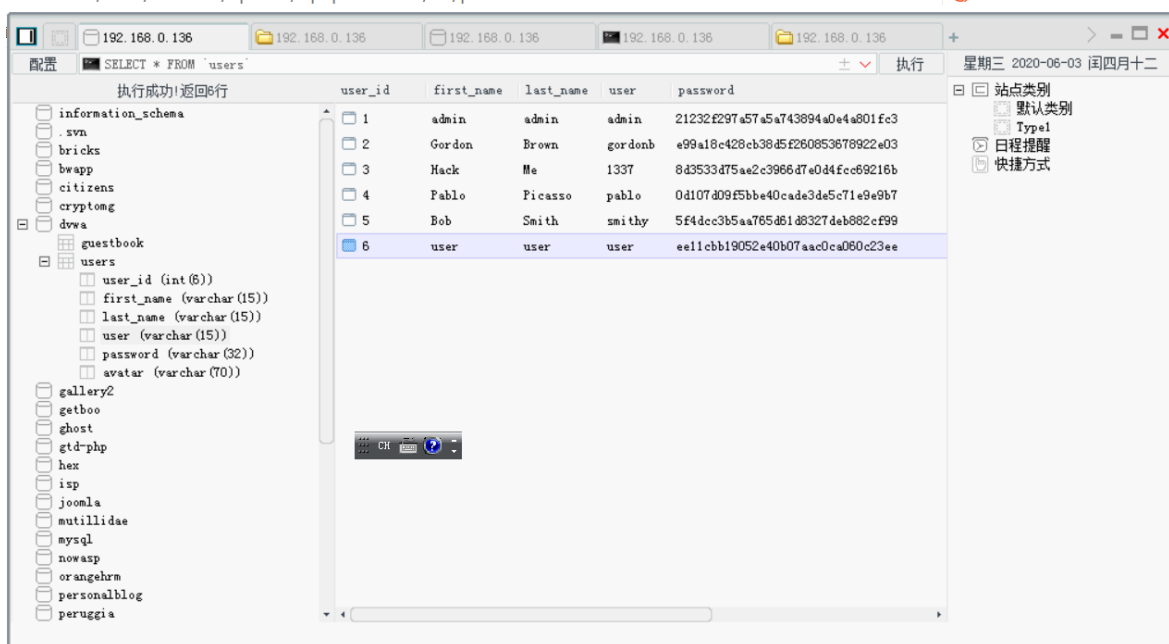 192.168.0.136 192.168.0.136 192.168.0.136 192.168.0.136 192.168.0.136 +
配置 SELECT * FROM `users` 执行 星期三 2020-06-03 闰四月十二
执行成功!返回6行
information_schema
.svn
bricks
bwapp
citizens
cryptomg
dvwa
guestbook
users
user_id (int(6))
first_name (varchar(15))
last_name (varchar(15))
user (varchar(15))
password (varchar(32))
avatar (varchar(70))
gallery2
getboo
ghost
gtd-php
hex
isp
joomla
mutillidae
mysql
nowasp
orangehrm
personalblog
peruggia
user_id first_name last_name user password
1 admin admin admin 21232f297a57a5a743894a0e4a801fc3
2 Gordon Brown gordonb e99a18c428cb38d5f260853678922e03
3 Hack Me 1337 8d3533d75ae2c3966d7e0d4fcc69216b
4 Pablo Picasso pablo 0d107d09f5bbe40cade3de5c71e9e9b7
5 Bob Smith smithy 5f4dcc3b5aa765d61d8327deb882cf99
6 user user user ee11cbb19052e40b07aac0ca060c23ee
CH
站点类别
默认类别
Type1
日程提醒
快捷方式